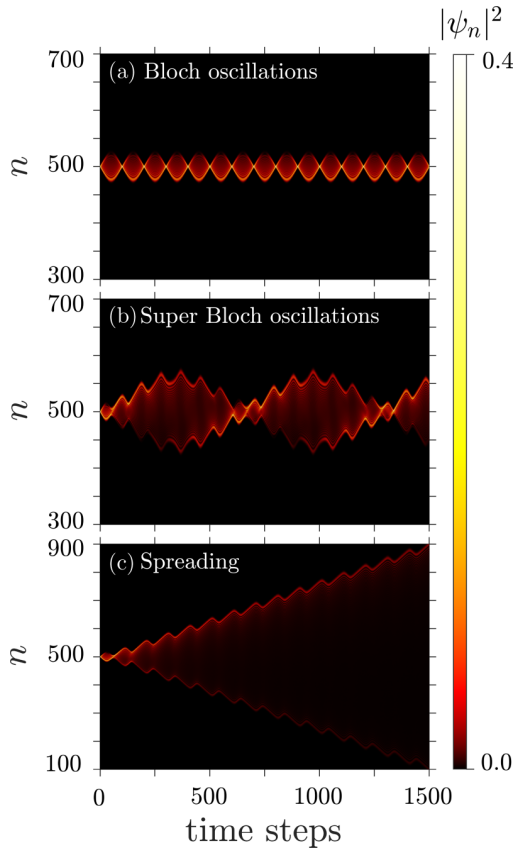 |ψₙ|²
700
0.4
(a) Bloch oscillations
n
500
300
700
(b) Super Bloch oscillations
n
500
300
900
(c) Spreading
n
500
100
0.0
0 500 1000 1500
time steps